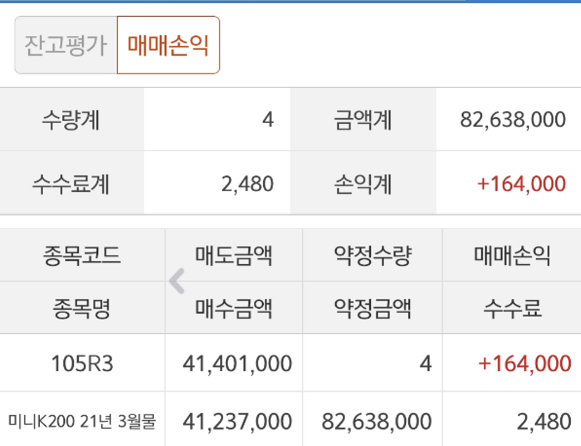 잔고평가 매매손익
수량계 4 금액계 82,638,000
수수료계 2,480 손익계 +164,000
종목코드 매도금액 약정수량 매매손익
종목명 매수금액 약정금액 수수료
105R3 41,401,000 4 +164,000
미니K200 21년 3월물 41,237,000 82,638,000 2,480